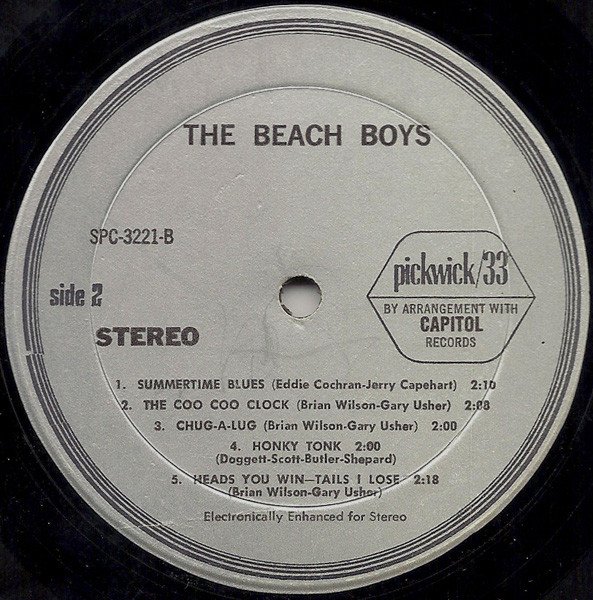 THE BEACH BOYS
SPC-3221-B
pickwick/33
side 2
BY ARRANGEMENT WITH
CAPITOL
RECORDS
STEREO
1. SUMMERTIME BLUES (Eddie Cochran-Jerry Capehart) 2:10
2. THE COO COO CLOCK (Brian Wilson-Gary Usher) 2:08
3. CHUG-A-LUG (Brian Wilson-Gary Usher) 2:00
4. HONKY TONK 2:00
(Doggett-Scott-Butler-Shepard)
5. HEADS YOU WIN—TAILS I LOSE 2:18
(Brian Wilson-Gary Usher)
Electronically Enhanced for Stereo